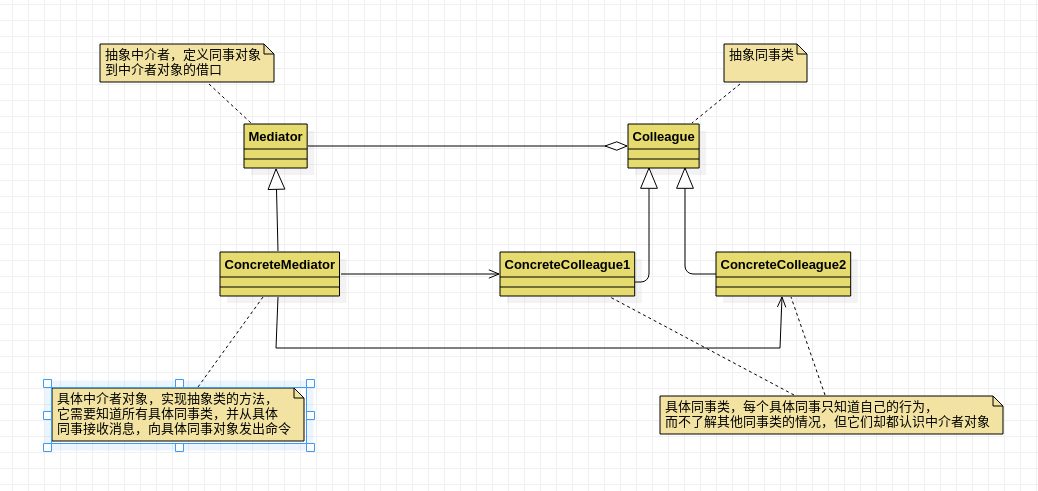 抽象中介者，定义同事对象
到中介者对象的借口
抽象同事类
Mediator
Colleague
ConcreteMediator
ConcreteColleague1
ConcreteColleague2
具体中介者对象，实现抽象类的方法，
它需要知道所有具体同事类，并从具体
同事接收消息，向具体同事对象发出命令
具体同事类，每个具体同事只知道自己的行为，
而不了解其他同事类的情况，但它们却都认识中介者对象